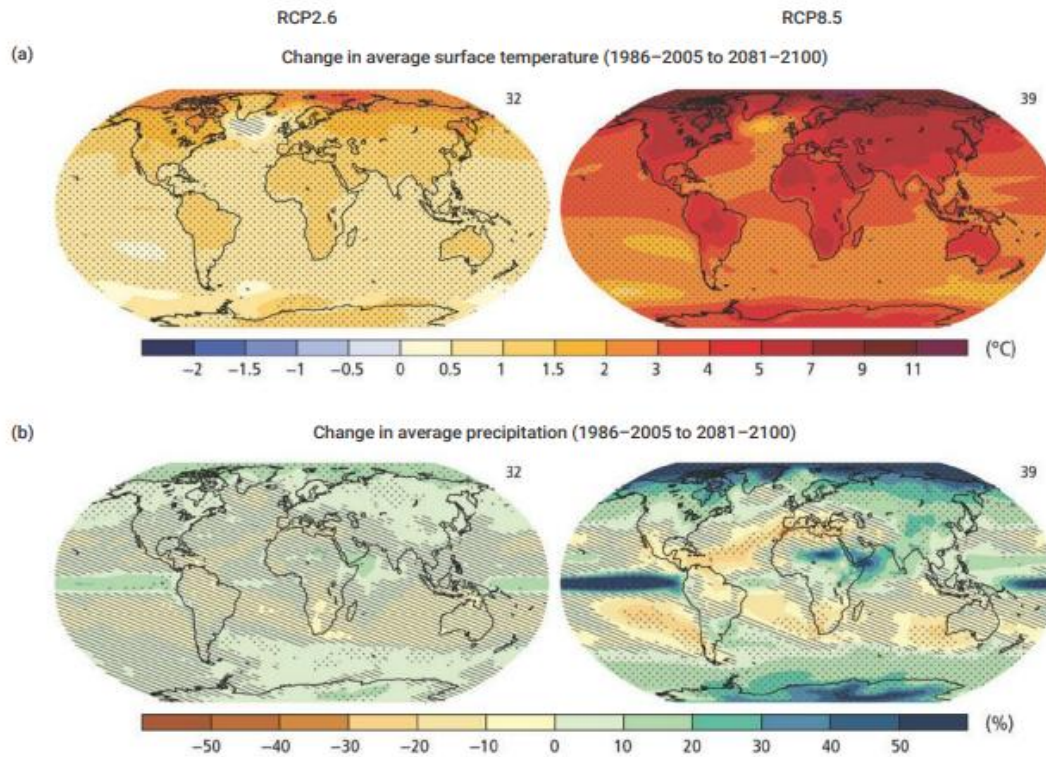 RCP2.6 RCP8.5
(a) Change in average surface temperature (1986–2005 to 2081–2100)
32 39
−2 −1.5 −1 −0.5 0 0.5 1 1.5 2 3 4 5 7 9 11 (°C)
(b) Change in average precipitation (1986–2005 to 2081–2100)
32 39
−50 −40 −30 −20 −10 0 10 20 30 40 50 (%)